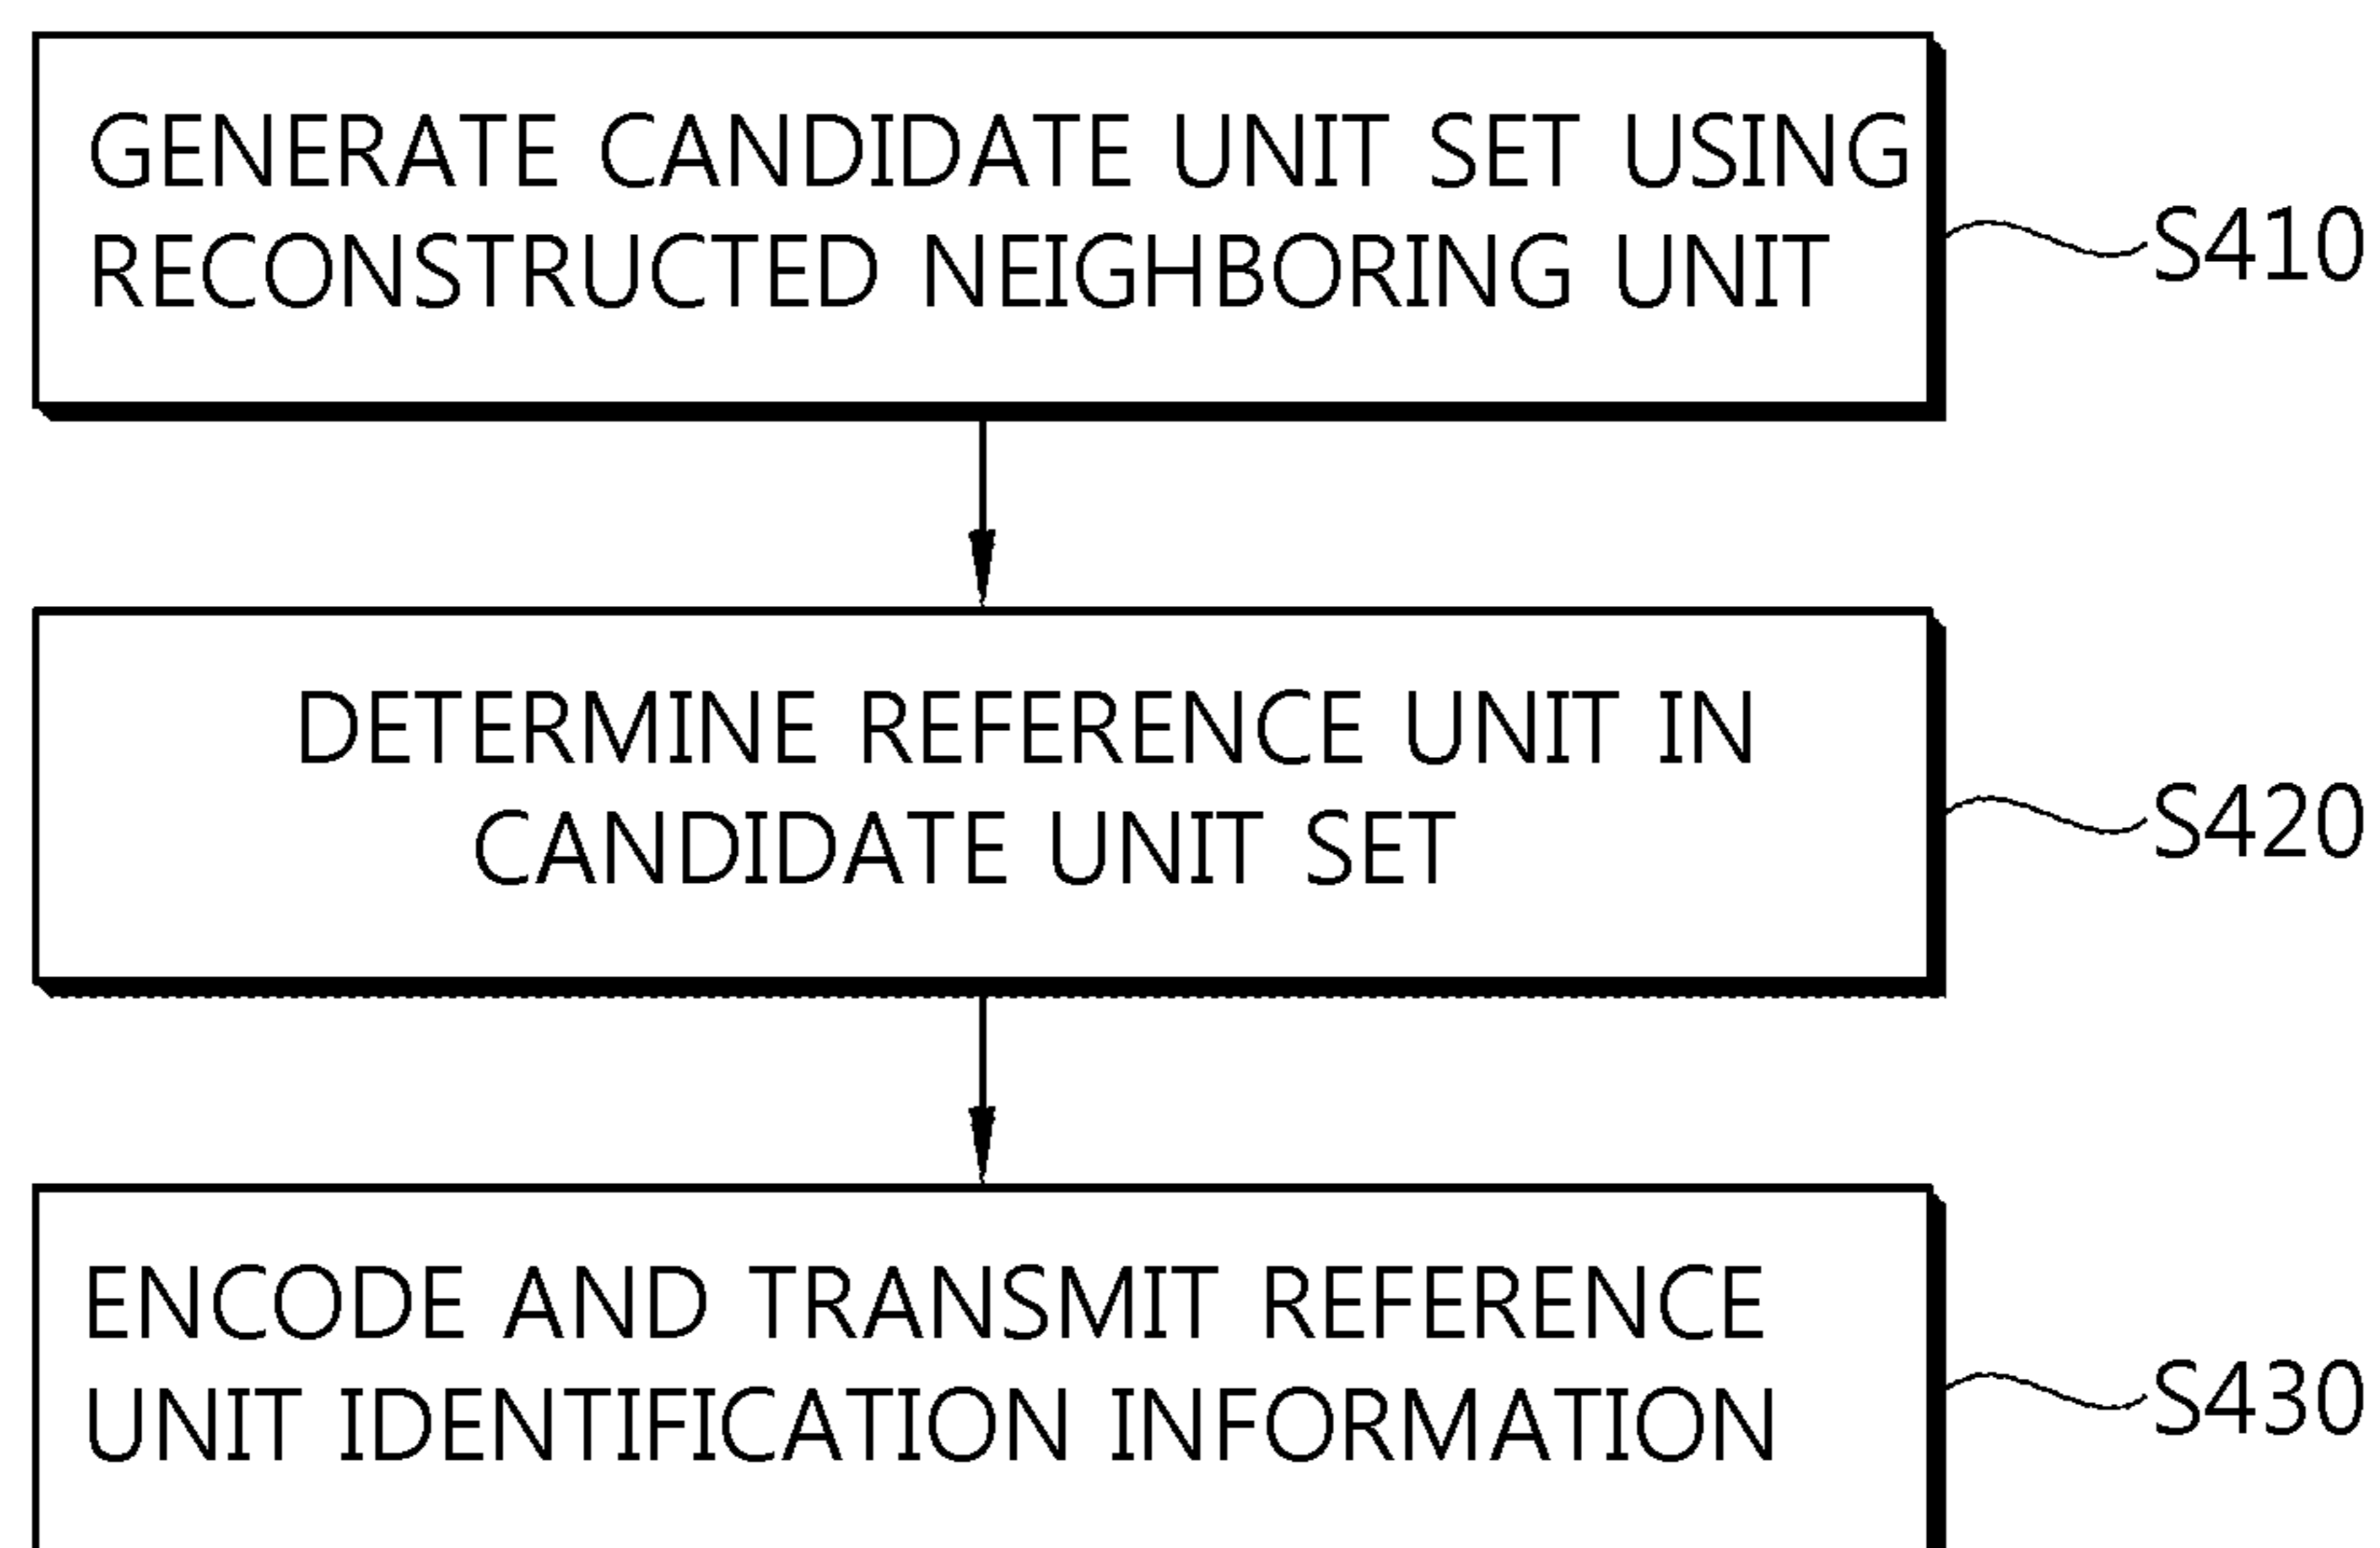 GENERATE CANDIDATE UNIT SET USING
RECONSTRUCTED NEIGHBORING UNIT
S410
DETERMINE REFERENCE UNIT IN
CANDIDATE UNIT SET
S420
ENCODE AND TRANSMIT REFERENCE
UNIT IDENTIFICATION INFORMATION
S430